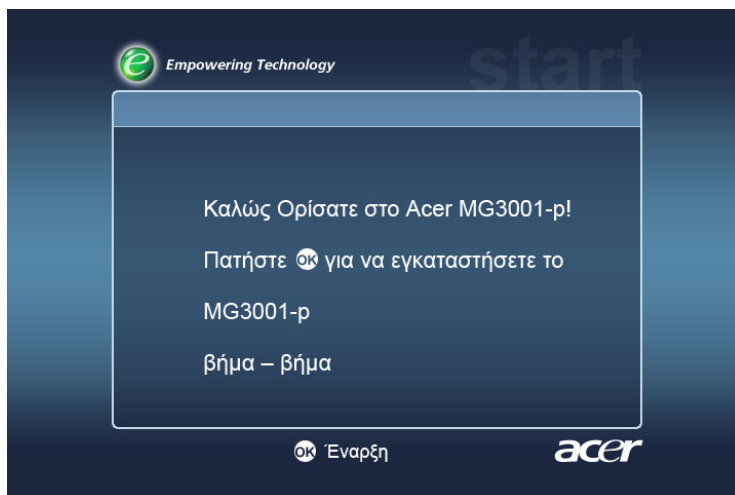 start
e Empowering Technology
Καλώς Ορίσατε στο Acer MG3001-p!
Πατήστε OK για να εγκαταστήσετε το
MG3001-p
βήμα – βήμα
OK Έναρξη
acer